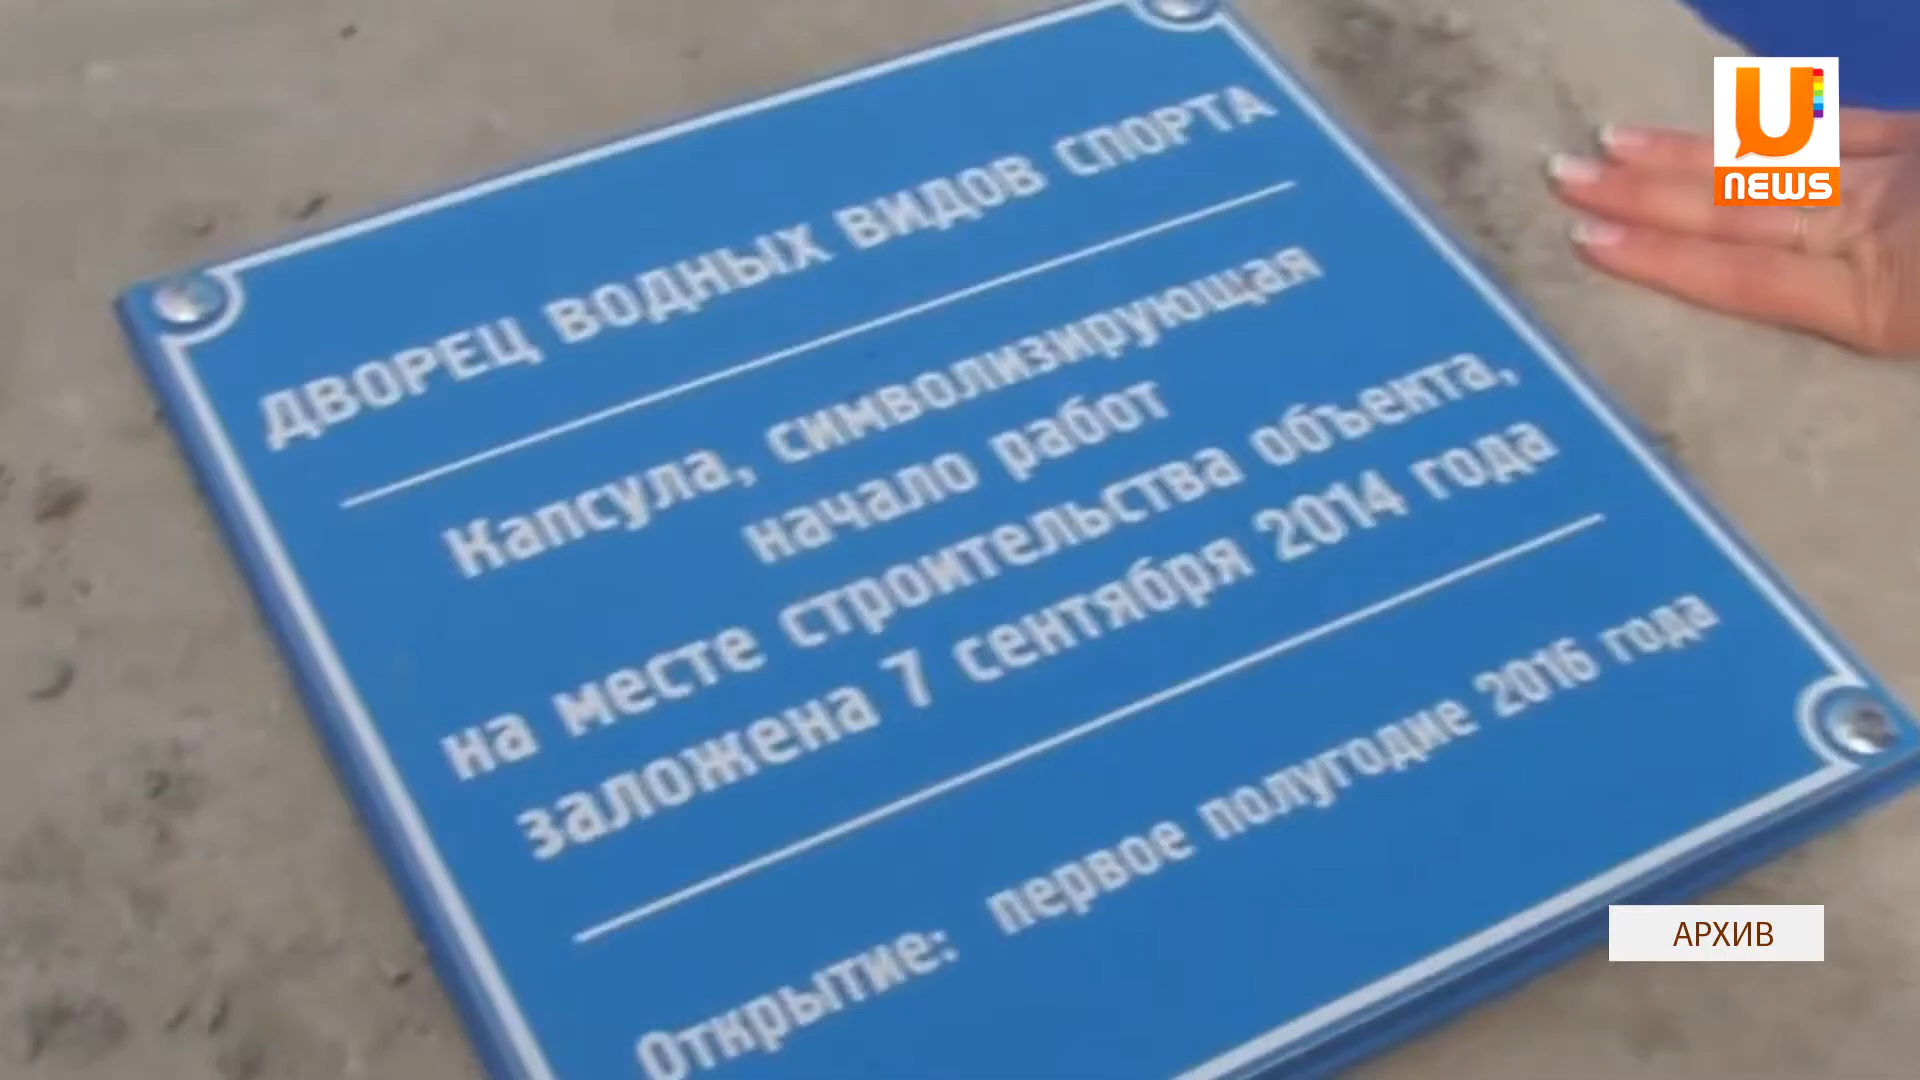 ДВОРЕЦ ВОДНЫХ ВИДОВ СПОРТА
Капсула, символизирующая
начало работ
на месте строительства объекта,
заложена 7 сентября 2014 года
Открытие: первое полугодие 2016 года
U
NEWS
АРХИВ